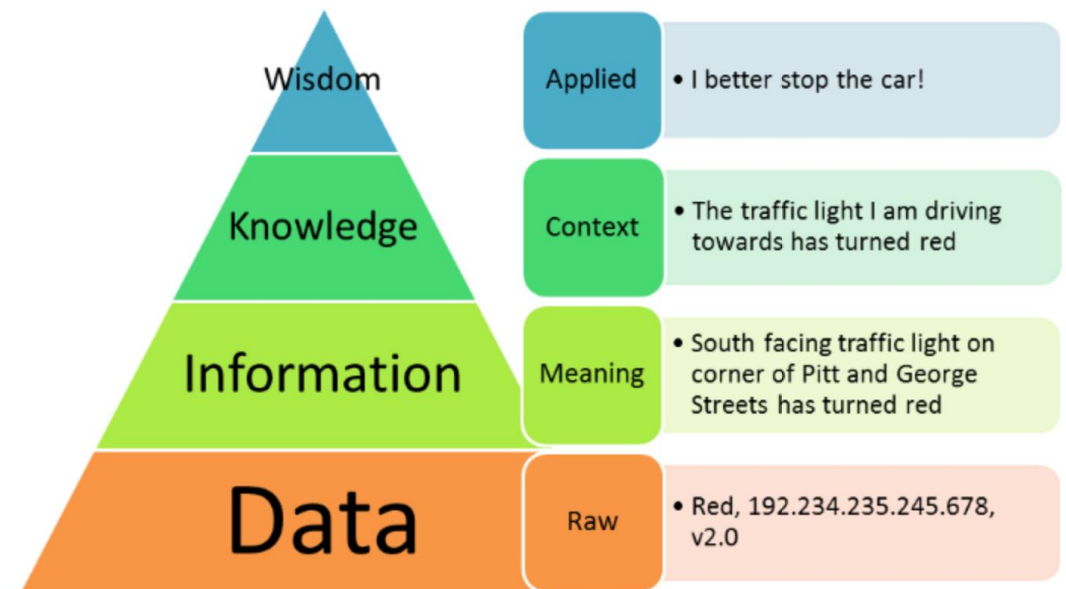 Wisdom
Applied
• I better stop the car!
Knowledge
Context
• The traffic light I am driving
towards has turned red
Information
Meaning
• South facing traffic light on
corner of Pitt and George
Streets has turned red
Data
Raw
• Red, 192.234.235.245.678,
v2.0